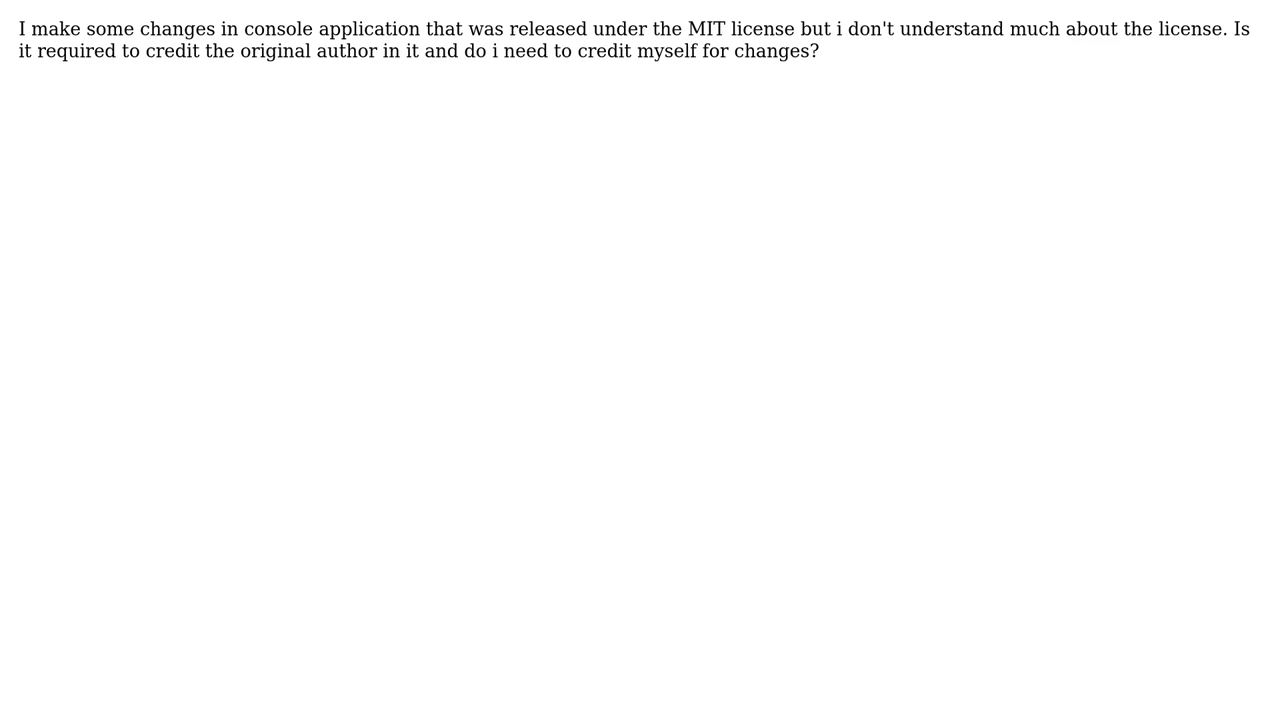 I make some changes in console application that was released under the MIT license but i don't understand much about the license. Is
it required to credit the original author in it and do i need to credit myself for changes?